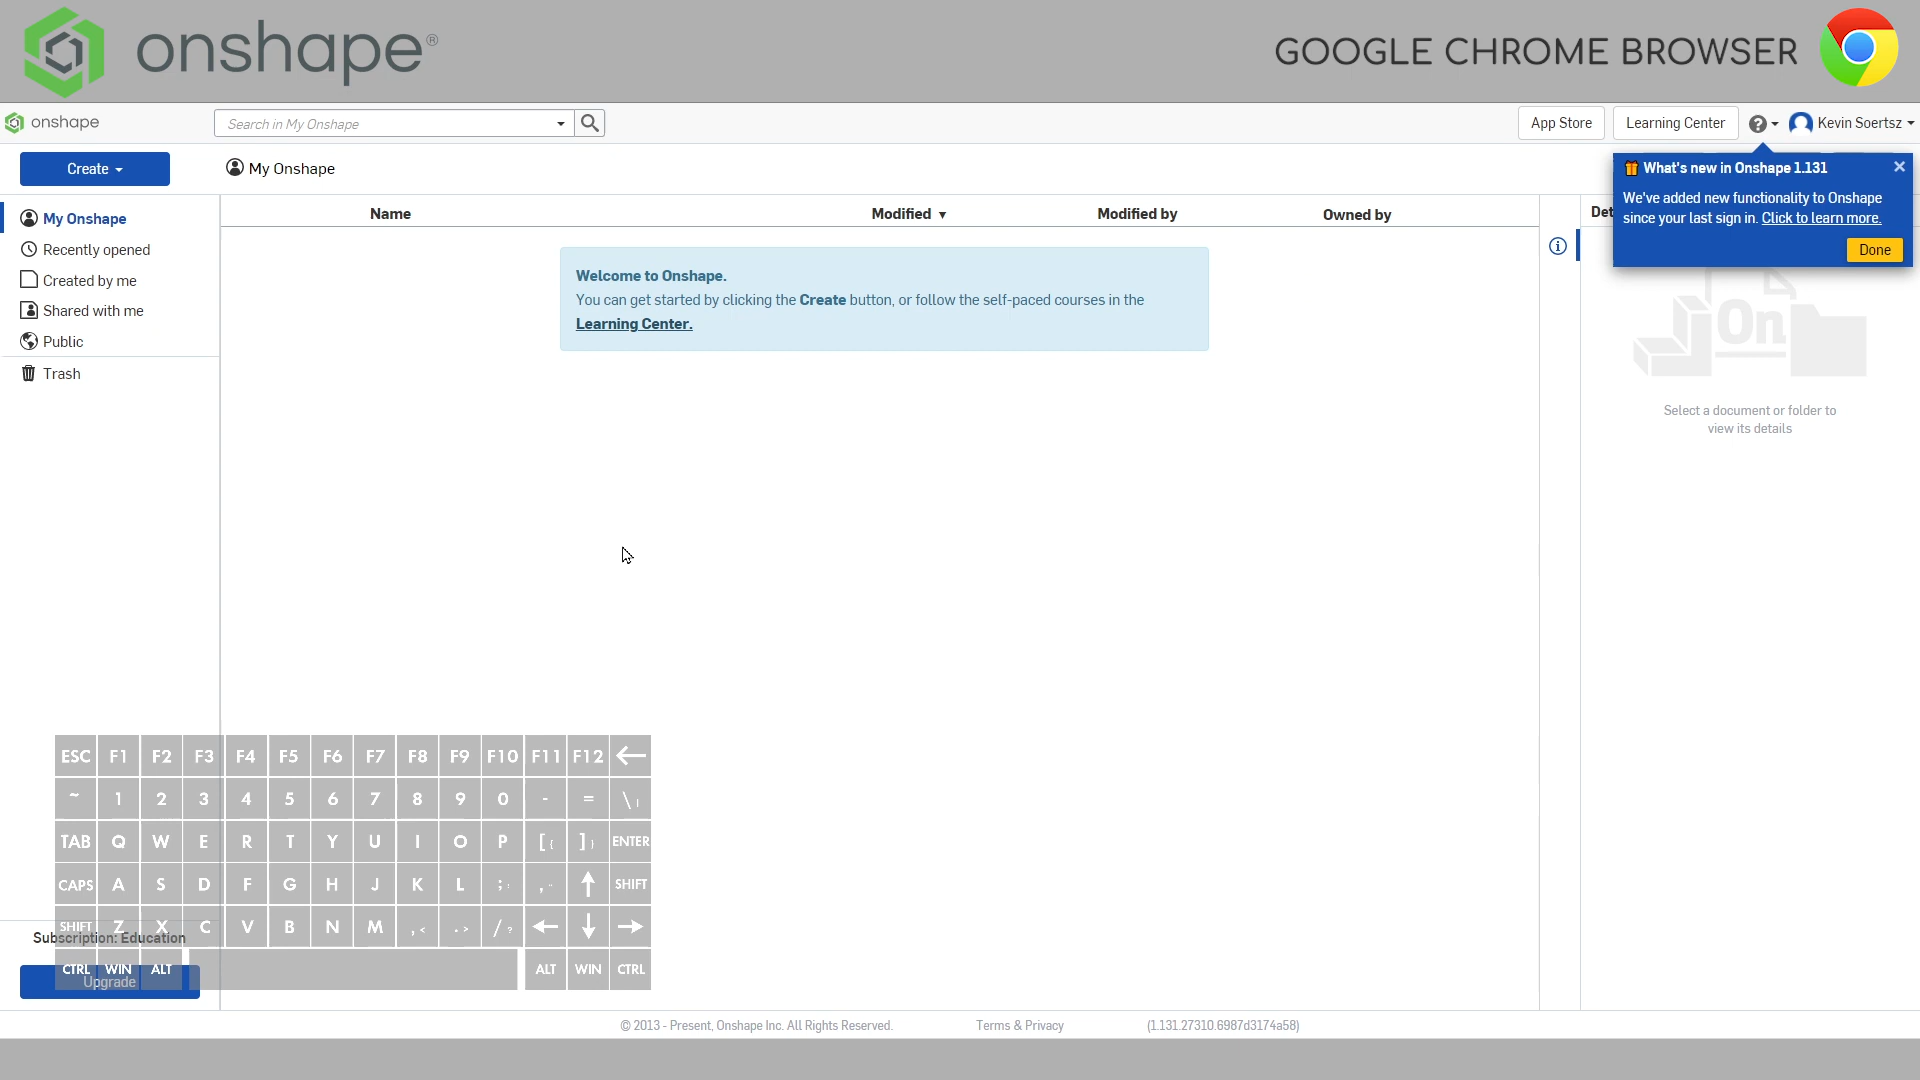 onshape®
GOOGLE CHROME BROWSER
onshape
Search in My Onshape
App Store
Learning Center
Kevin Soertsz
Create
My Onshape
What's new in Onshape 1.131
We've added new functionality to Onshape
since your last sign in. Click to learn more.
Done
My Onshape
Recently opened
Created by me
Shared with me
Public
Trash
Name
Modified
Modified by
Owned by
Det
Welcome to Onshape.
You can get started by clicking the Create button, or follow the self-paced courses in the
Learning Center.
On
Select a document or folder to
view its details
ESC F1 F2 F3 F4 F5 F6 F7 F8 F9 F10 F11 F12 ←
~ 1 2 3 4 5 6 7 8 9 0 - = \ |
TAB Q W E R T Y U I O P [ { ] } ENTER
CAPS A S D F G H J K L ; : , ¨ ↑ SHIFT
SHIFT Z X C V B N M , < . > / ? ← ↓ →
CTRL WIN ALT ALT WIN CTRL
Subscription: Education
Upgrade
© 2013 - Present, Onshape Inc. All Rights Reserved.
Terms & Privacy
(1.131.27310.6987d3174a58)